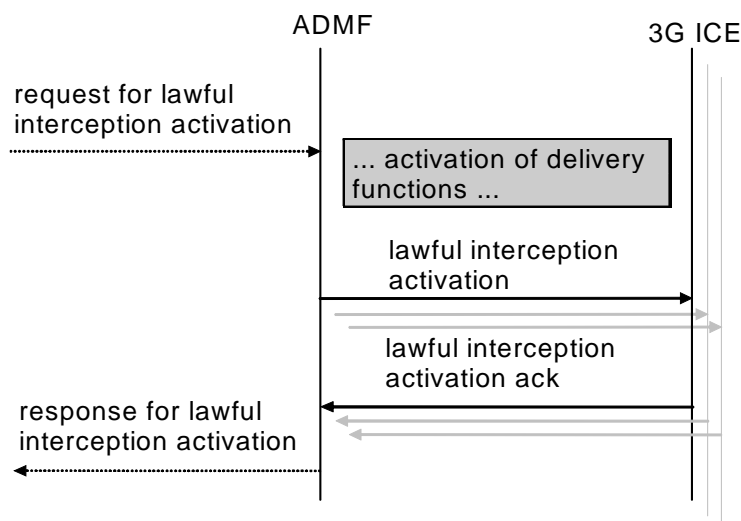 ADMF
3G ICE
request for lawful
interception activation
... activation of delivery
functions ...
lawful interception
activation
lawful interception
activation ack
response for lawful
interception activation